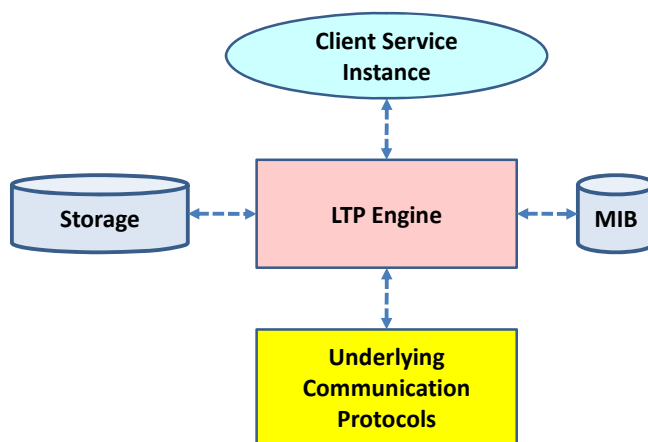 Client Service
Instance
Storage
LTP Engine
MIB
Underlying
Communication
Protocols